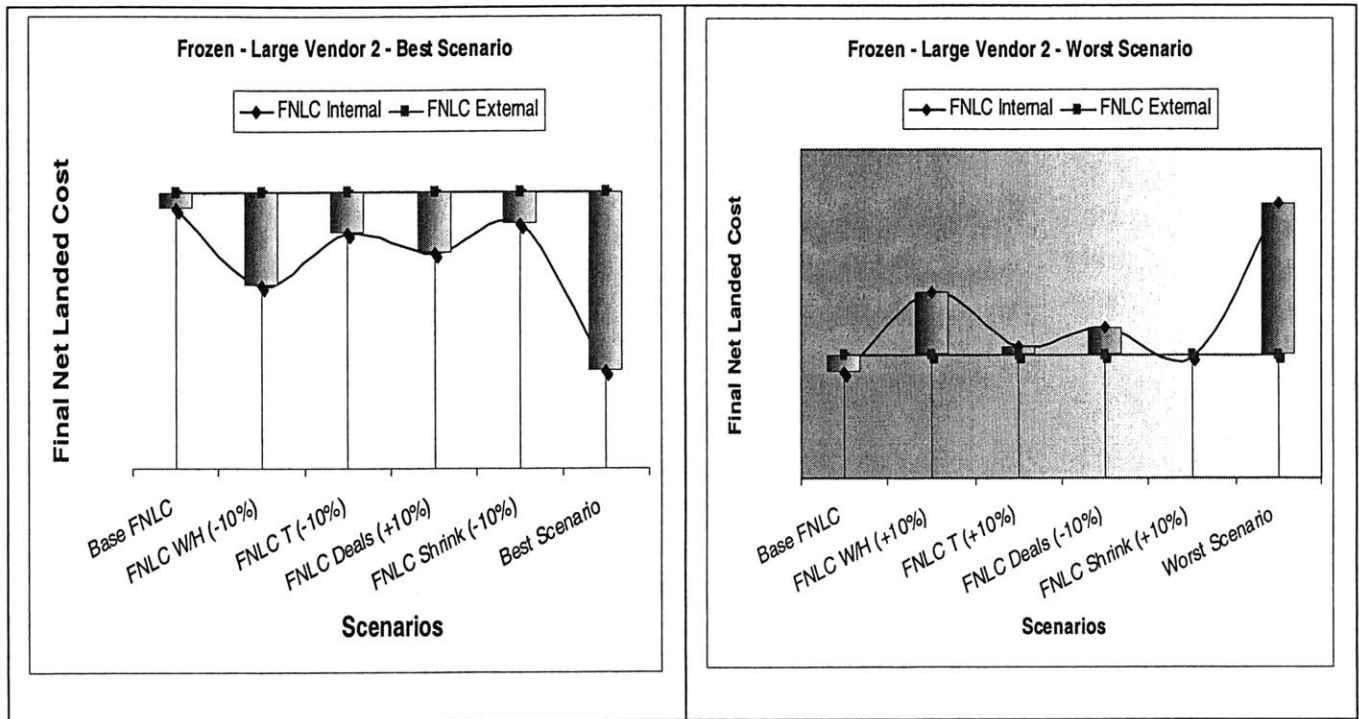 Frozen - Large Vendor 2 - Best Scenario
FNLC Internal FNLC External
Final Net Landed Cost
Base FNLC
FNLC W/H (-10%)
FNLC T (-10%)
FNLC Deals (+10%)
FNLC Shrink (-10%)
Best Scenario
Scenarios
Frozen - Large Vendor 2 - Worst Scenario
FNLC Internal FNLC External
Final Net Landed Cost
Base FNLC
FNLC W/H (+10%)
FNLC T (+10%)
FNLC Deals (-10%)
FNLC Shrink (+10%)
Worst Scenario
Scenarios